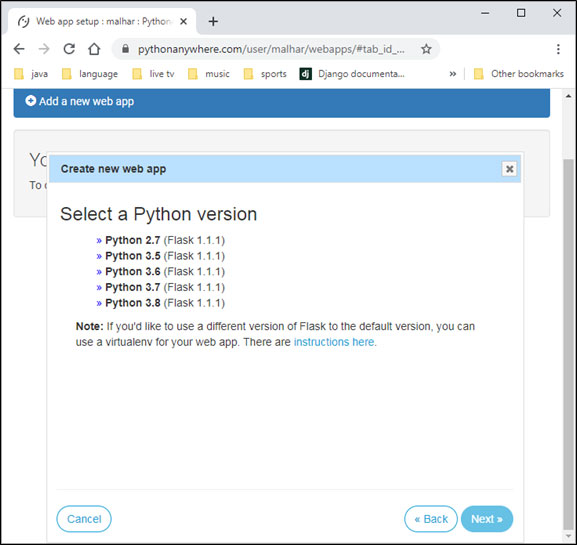 Web app setup : malhar : Python
pythonanywhere.com/user/malhar/webapps/#tab_id_...
java language live tv music sports dj Django documenta... » Other bookmarks
Add a new web app
Create new web app
Select a Python version
» Python 2.7 (Flask 1.1.1)
» Python 3.5 (Flask 1.1.1)
» Python 3.6 (Flask 1.1.1)
» Python 3.7 (Flask 1.1.1)
» Python 3.8 (Flask 1.1.1)
Note: If you'd like to use a different version of Flask to the default version, you can
use a virtualenv for your web app. There are instructions here.
Cancel « Back Next »